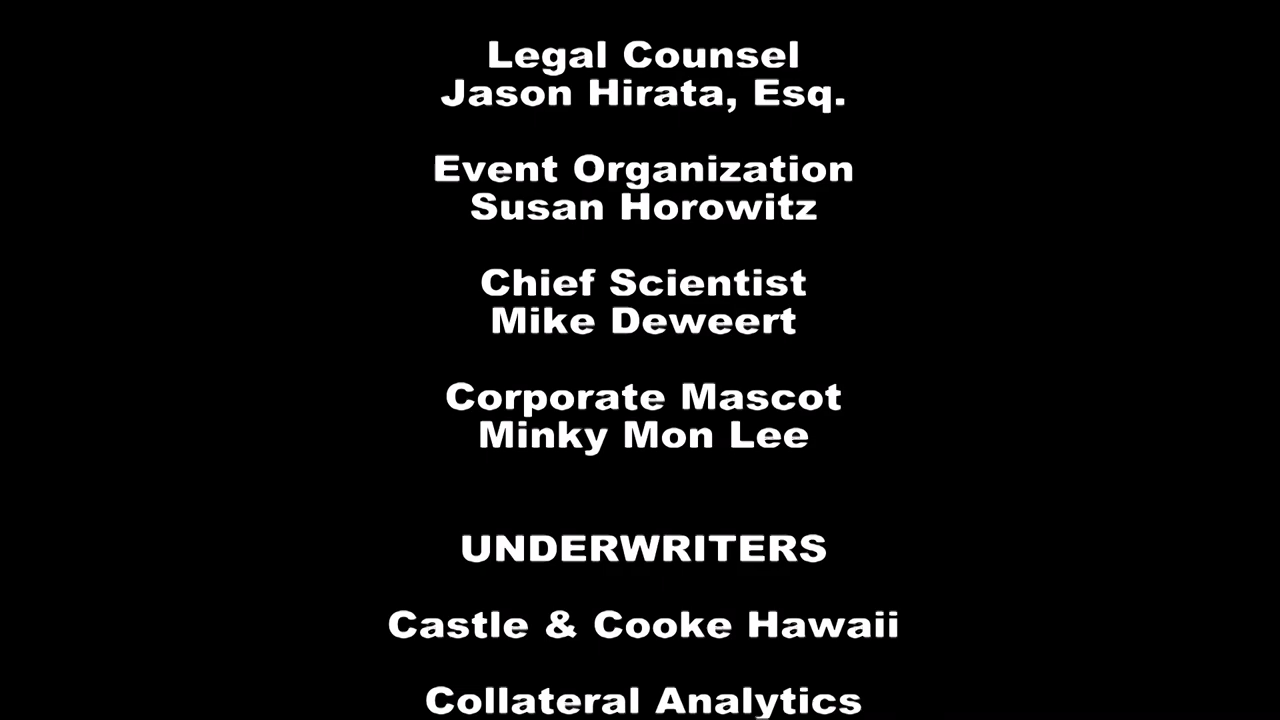 Legal Counsel
Jason Hirata, Esq.
Event Organization
Susan Horowitz
Chief Scientist
Mike Deweert
Corporate Mascot
Minky Mon Lee
UNDERWRITERS
Castle & Cooke Hawaii
Collateral Analytics